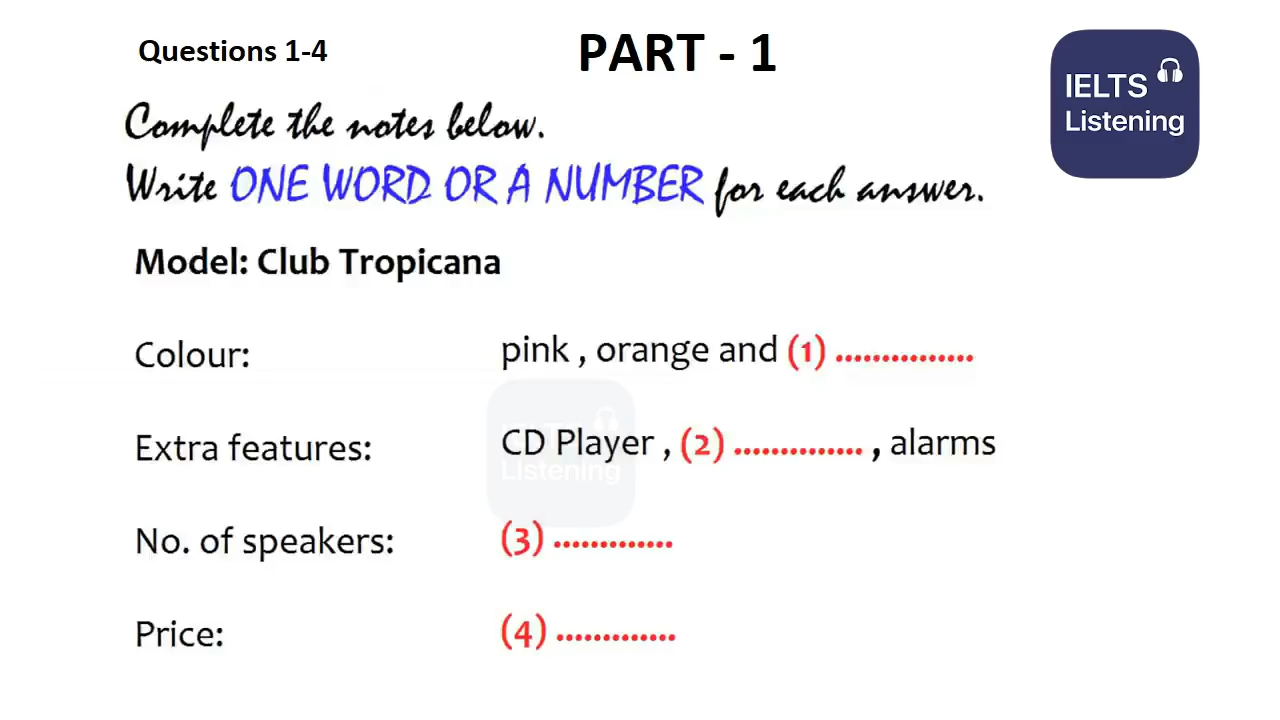 Questions 1-4
PART - 1
IELTS
Listening
Complete the notes below.
Write ONE WORD OR A NUMBER for each answer.
Model: Club Tropicana
Colour: pink , orange and (1) ...............
Extra features: CD Player , (2) .............. , alarms
IELTS
Listening
No. of speakers: (3) .............
Price: (4) .............